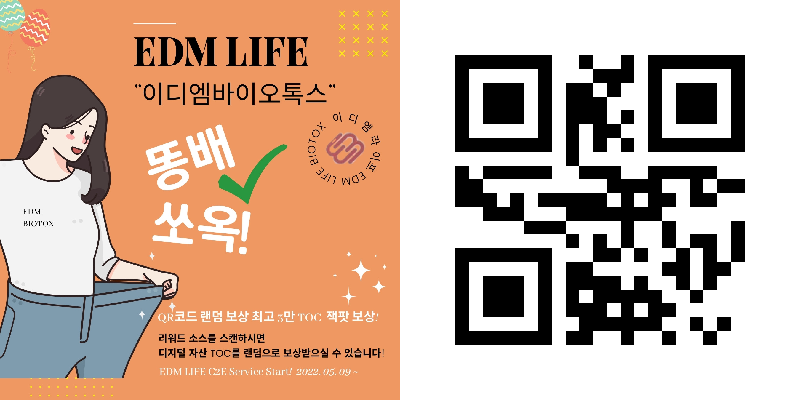 EDM LIFE
"이디엠바이오톡스"
이디엠라이프 EDM LIFE BIOTOX
똥배
쏘옥!
EDM
BIOTOX
QR코드 랜덤 보상 최고 5만 TOC 잭팟 보상!
리워드 소스를 스캔하시면
디지털 자산 TOC를 랜덤으로 보상받으실 수 있습니다!
EDM LIFE C2E Service Start! 2022. 05. 09 ~